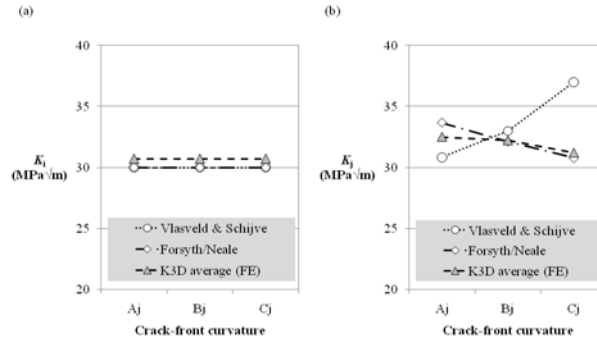 (a)
40
35
30
25
20
K_i
(MPa√m)
Vlasveld & Schijve
Forsyth/Neale
K3D average (FE)
Aj
Bj
Cj
Crack-front curvature
(b)
40
35
30
25
20
K_j
(MPa√m)
Vlasveld & Schijve
Forsyth/Neale
K3D average (FE)
Aj
Bj
Cj
Crack-front curvature